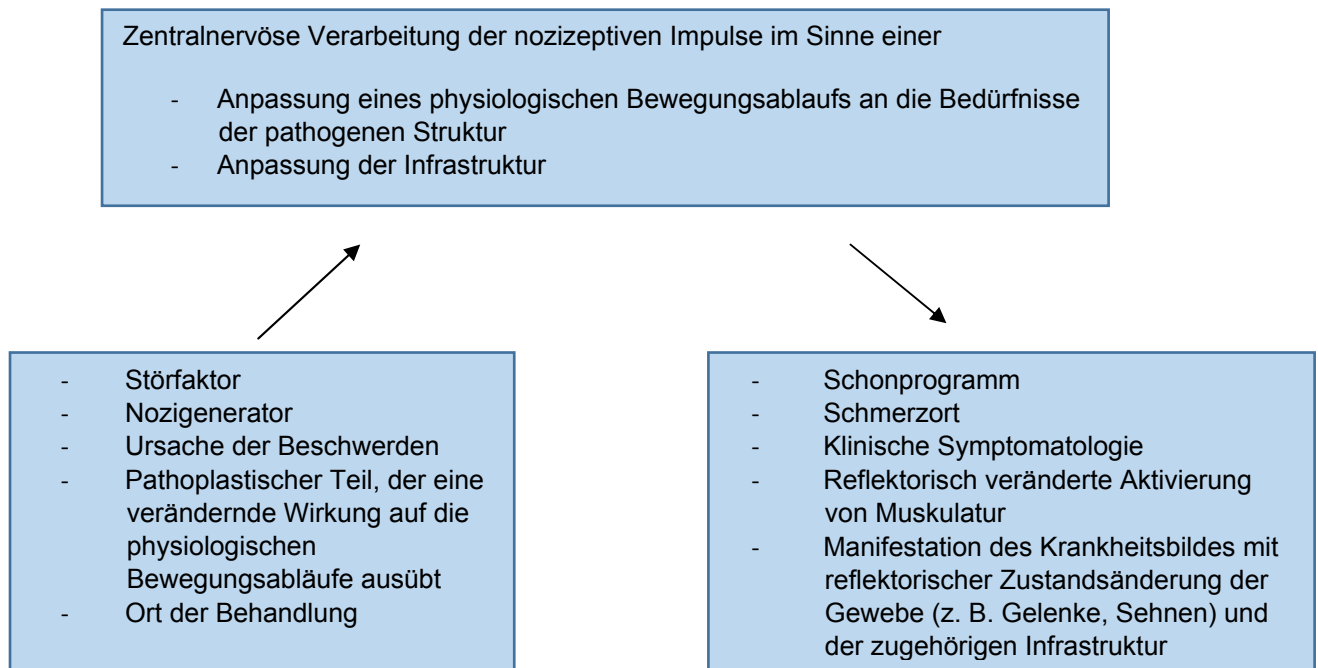 Zentralnervöse Verarbeitung der nozizeptiven Impulse im Sinne einer
- Anpassung eines physiologischen Bewegungsablaufs an die Bedürfnisse
der pathogenen Struktur
- Anpassung der Infrastruktur
- Störfaktor
- Nozigenerator
- Ursache der Beschwerden
- Pathoplastischer Teil, der eine
verändernde Wirkung auf die
physiologischen
Bewegungsabläufe ausübt
- Ort der Behandlung
- Schonprogramm
- Schmerzort
- Klinische Symptomatologie
- Reflektorisch veränderte Aktivierung
von Muskulatur
- Manifestation des Krankheitsbildes mit
reflektorischer Zustandsänderung der
Gewebe (z. B. Gelenke, Sehnen) und
der zugehörigen Infrastruktur